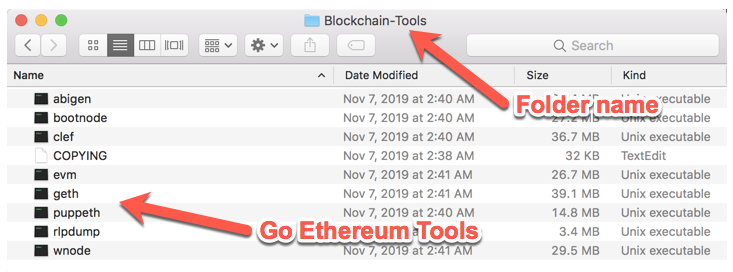 Blockchain-Tools
Search
Name Date Modified Size Kind
abigen Nov 7, 2019 at 2:40 AM Unix executable
bootnode Nov 7, 2019 at 2:40 AM MB Unix executable
clef Nov 7, 2019 at 2:40 AM 36.7 MB Unix executable
COPYING Nov 7, 2019 at 2:38 AM 32 KB TextEdit
evm Nov 7, 2019 at 2:41 AM 26.7 MB Unix executable
geth Nov 7, 2019 at 2:41 AM 39.1 MB Unix executable
puppeth Nov 7, 2019 at 2:40 AM 14.8 MB Unix executable
rlpdump Nov 7, 2019 at 2:41 AM 3.4 MB Unix executable
wnode Nov 7, 2019 at 2:41 AM 29.5 MB Unix executable
Folder name
Go Ethereum Tools